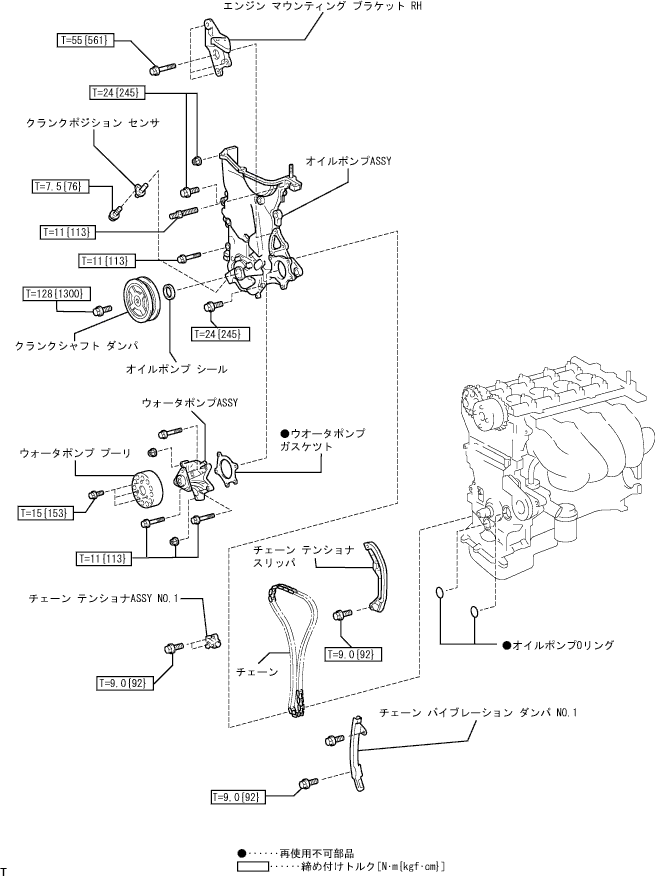 エンジン マウンティング ブラケット RH
T=55{561}
T=24{245}
クランクポジション センサ
オイルポンプASSY
T=7.5{76}
T=11{113}
T=11{113}
T=128{1300}
T=24{245}
クランクシャフト ダンパ
オイルポンプ シール
ウォータポンプASSY
●ウオータポンプ
ガスケツト
ウォータポンプ プーリ
T=15{153}
T=11{113}
チェーン テンショナ
スリッパ
チェーン テンショナASSY NO.1
T=9.0{92}
チェーン
T=9.0{92}
●オイルポンプOリング
チェーン バイブレーション ダンパ NO.1
T=9.0{92}
●‥‥‥再使用不可部品
‥‥‥締め付けトルク[N·m{kgf·cm}]
T